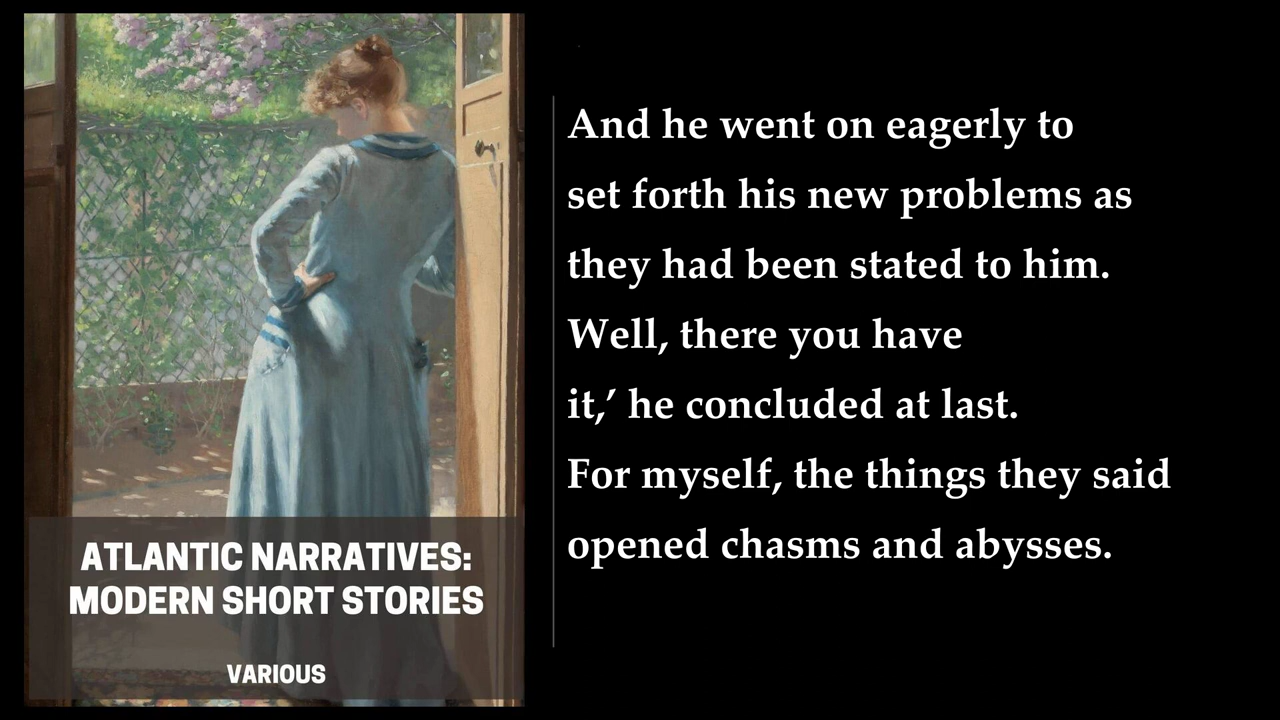 ATLANTIC NARRATIVES:
MODERN SHORT STORIES
VARIOUS
And he went on eagerly to
set forth his new problems as
they had been stated to him.
Well, there you have
it,’ he concluded at last.
For myself, the things they said
opened chasms and abysses.